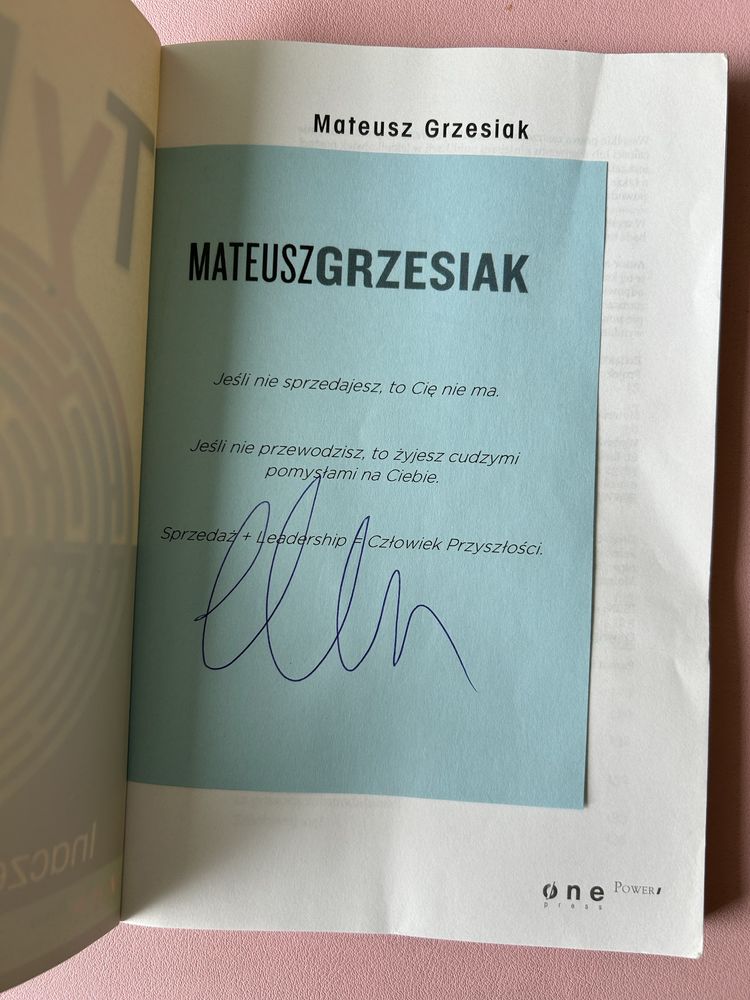 Mateusz Grzesiak
MATEUSZGRZESIAK
Jeśli nie sprzedajesz, to Cię nie ma.
Jeśli nie przewodzisz, to żyjesz cudzymi
pomysłami na Ciebie.
Sprzedaż + Leadership = Człowiek Przyszłości.
one
press
POWER